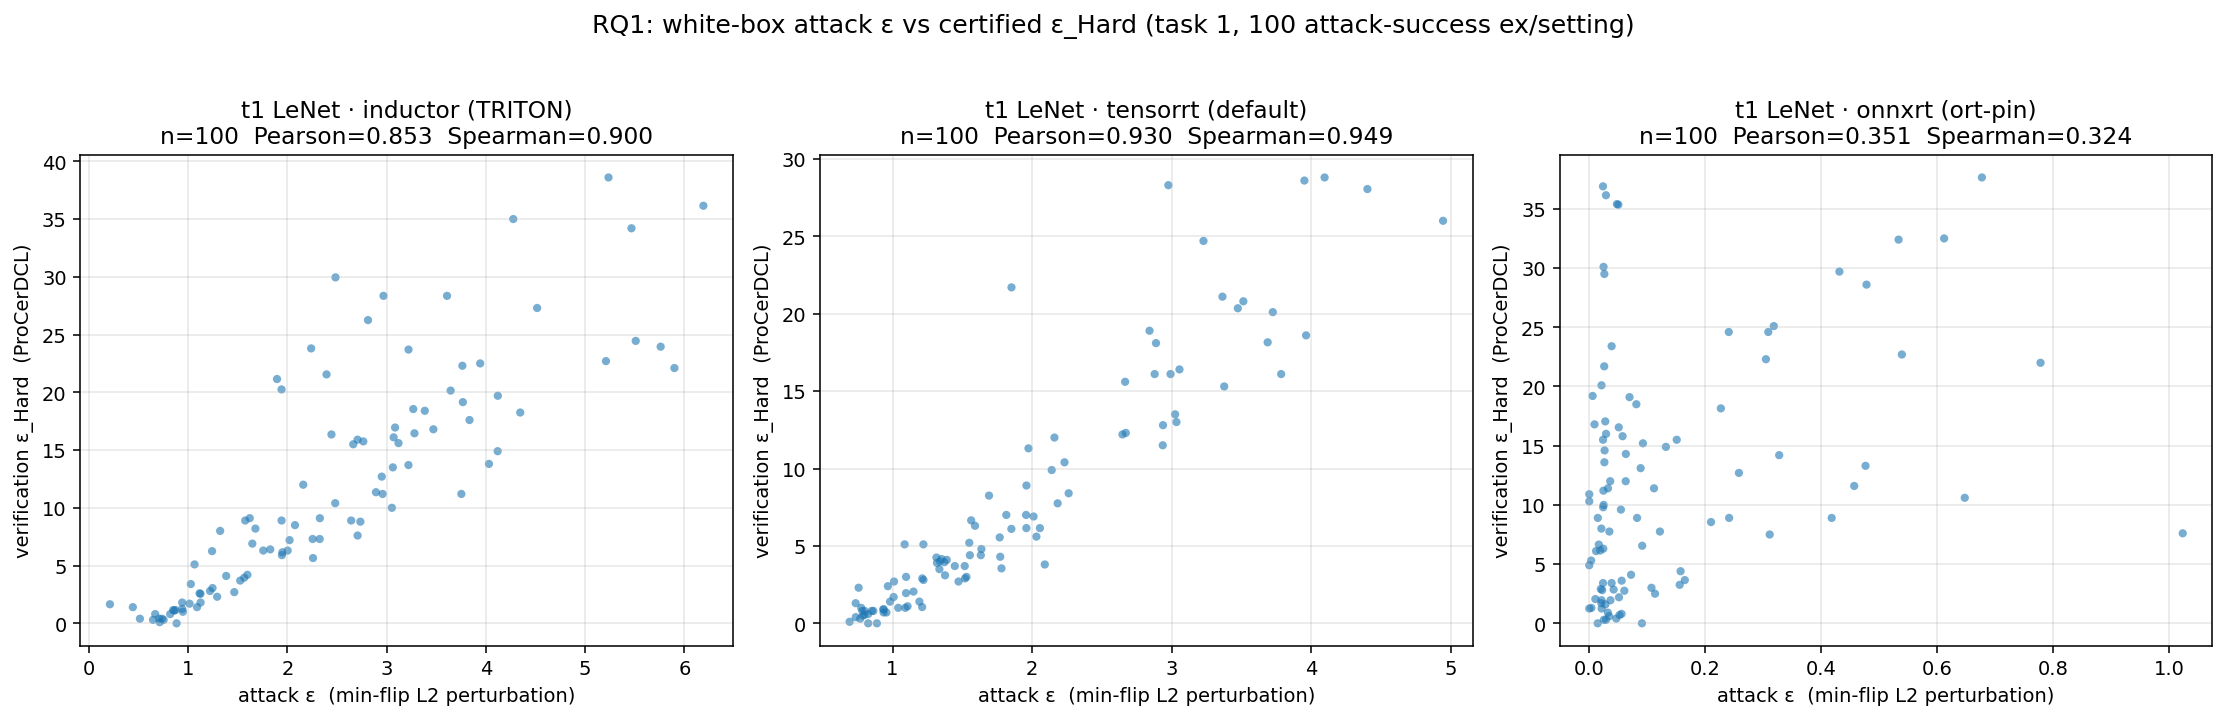 RQ1: white-box attack ε vs certified ε_Hard (task 1, 100 attack-success ex/setting)
t1 LeNet · inductor (TRITON)
n=100  Pearson=0.853  Spearman=0.900
40
35
30
25
20
15
10
5
0
verification ε_Hard  (ProCerDCL)
0 1 2 3 4 5 6
attack ε  (min-flip L2 perturbation)
t1 LeNet · tensorrt (default)
n=100  Pearson=0.930  Spearman=0.949
30
25
20
15
10
5
0
verification ε_Hard  (ProCerDCL)
1 2 3 4 5
attack ε  (min-flip L2 perturbation)
t1 LeNet · onnxrt (ort-pin)
n=100  Pearson=0.351  Spearman=0.324
35
30
25
20
15
10
5
0
verification ε_Hard  (ProCerDCL)
0.0 0.2 0.4 0.6 0.8 1.0
attack ε  (min-flip L2 perturbation)